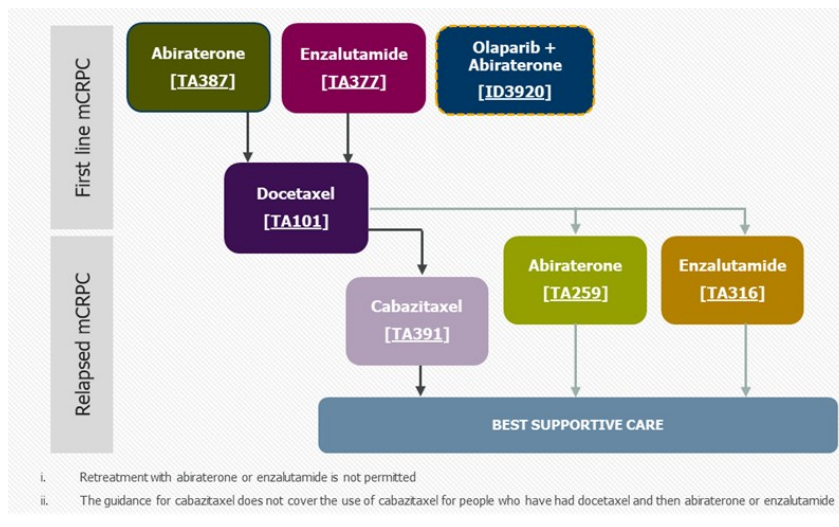 First line mCRPC
Abiraterone
[TA387]
Enzalutamide
[TA377]
Olaparib +
Abiraterone
[ID3920]
Docetaxel
[TA101]
Relapsed mCRPC
Cabazitaxel
[TA391]
Abiraterone
[TA259]
Enzalutamide
[TA316]
BEST SUPPORTIVE CARE
i. Retreatment with abiraterone or enzalutamide is not permitted
ii. The guidance for cabazitaxel does not cover the use of cabazitaxel for people who have had docetaxel and then abiraterone or enzalutamide